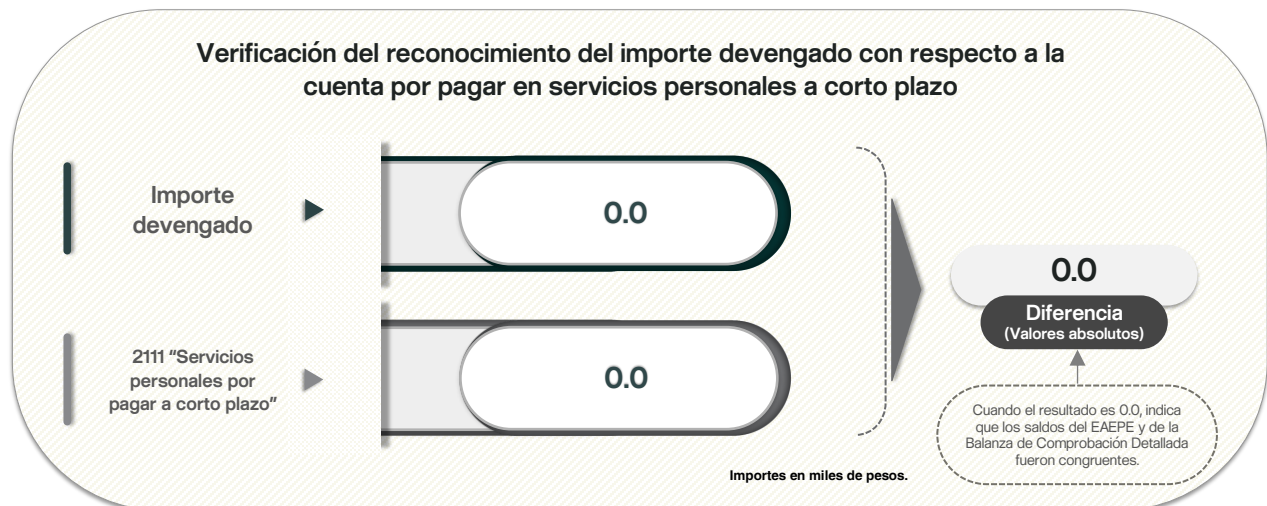 Verificación del reconocimiento del importe devengado con respecto a la
cuenta por pagar en servicios personales a corto plazo
Importe
devengado
0.0
2111 “Servicios
personales por
pagar a corto plazo”
0.0
0.0
Diferencia
(Valores absolutos)
Cuando el resultado es 0.0, indica
que los saldos del EAEPE y de la
Balanza de Comprobación Detallada
fueron congruentes.
Importes en miles de pesos.